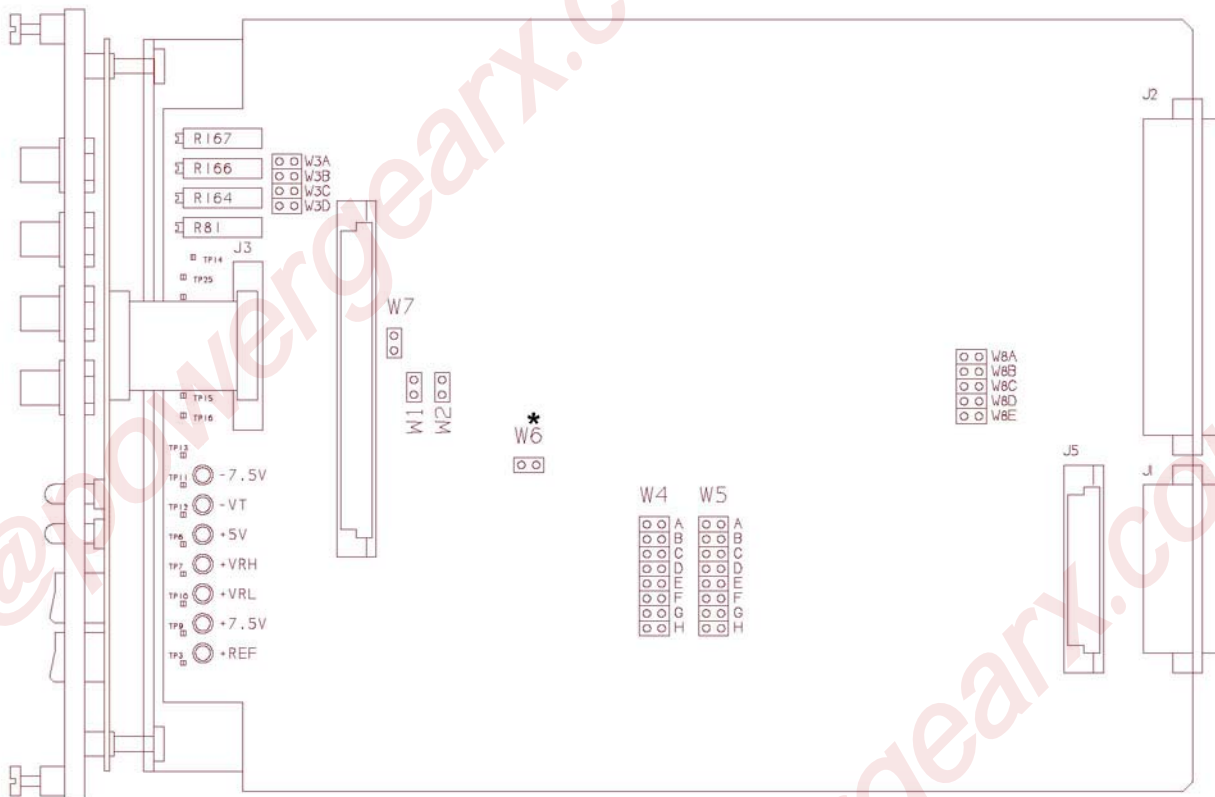 @powergearx.com
J2
R167
R166
R164
R81
W3A
W3B
W3C
W3D
J3
TP14
TP25
W7
W1
W2
*
W6
TP15
TP16
TP13
TP11 -7.5V
TP12 -VT
TP6 +5V
TP7 +VRH
TP10 +VRL
TP9 +7.5V
TP3 +REF
W4
A
B
C
D
E
F
G
H
W5
A
B
C
D
E
F
G
H
W8A
W8B
W8C
W8D
W8E
J5
J1
gearx.com